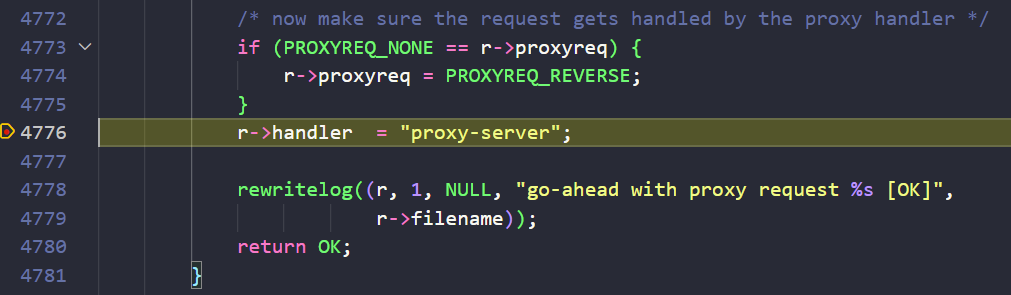 4772 /* now make sure the request gets handled by the proxy handler */
4773 if (PROXYREQ_NONE == r->proxyreq) {
4774 r->proxyreq = PROXYREQ_REVERSE;
4775 }
4776 r->handler  = "proxy-server";
4777
4778 rewritelog((r, 1, NULL, "go-ahead with proxy request %s [OK]",
4779 r->filename));
4780 return OK;
4781 }